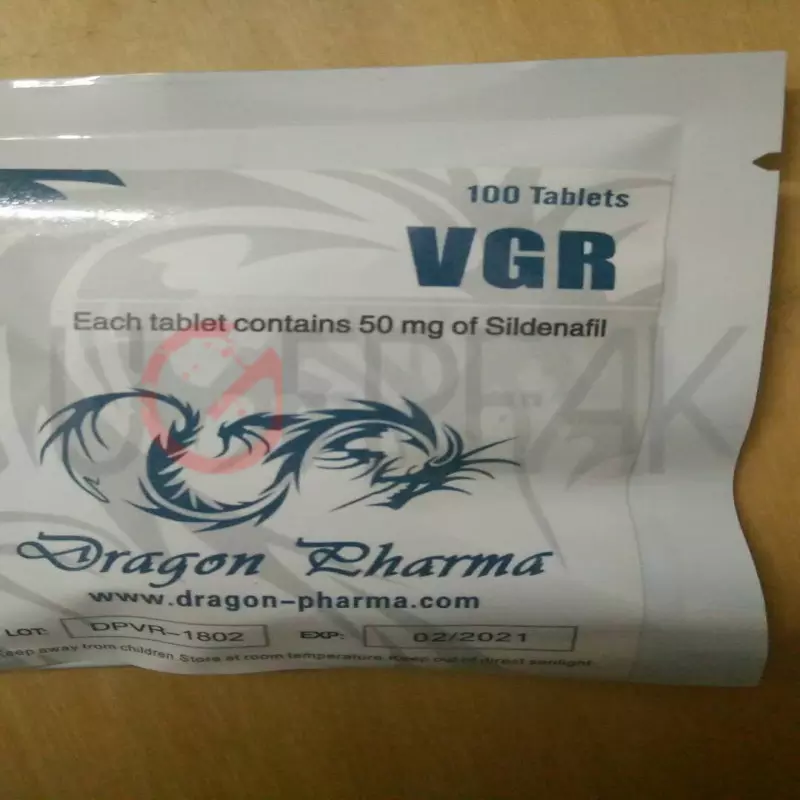 100 Tablets
VGR
Each tablet contains 50 mg of Sildenafil
Dragon Pharma
www.dragon-pharma.com
LOT: DPVR-1802 EXP: 02/2021
Keep away from children Store at room temperature. Keep out of direct sunlight